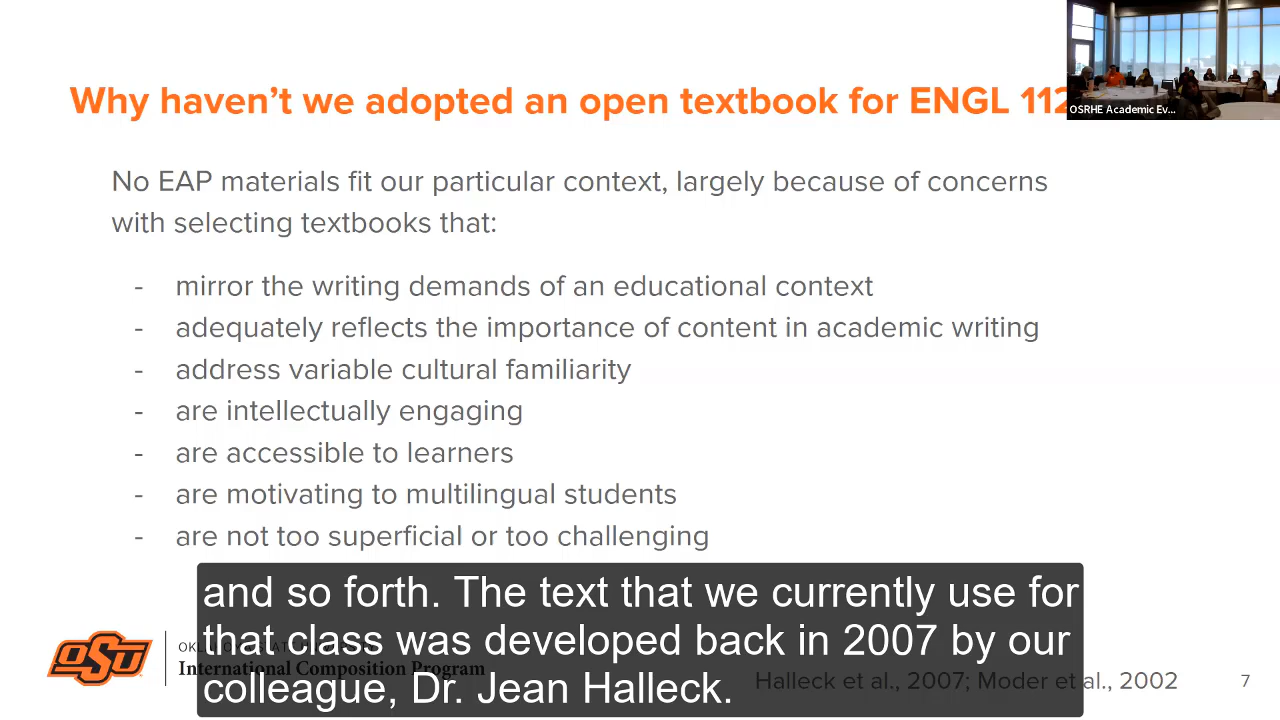 Why haven't we adopted an open textbook for ENGL 112
OSRHE Academic Ev...
No EAP materials fit our particular context, largely because of concerns
with selecting textbooks that:
- mirror the writing demands of an educational context
- adequately reflects the importance of content in academic writing
- address variable cultural familiarity
- are intellectually engaging
- are accessible to learners
- are motivating to multilingual students
- are not too superficial or too challenging
and so forth. The text that we currently use for
that class was developed back in 2007 by our
colleague, Dr. Jean Halleck.
OSU
International Composition Program
Halleck et al., 2007; Moder et al., 2002
7